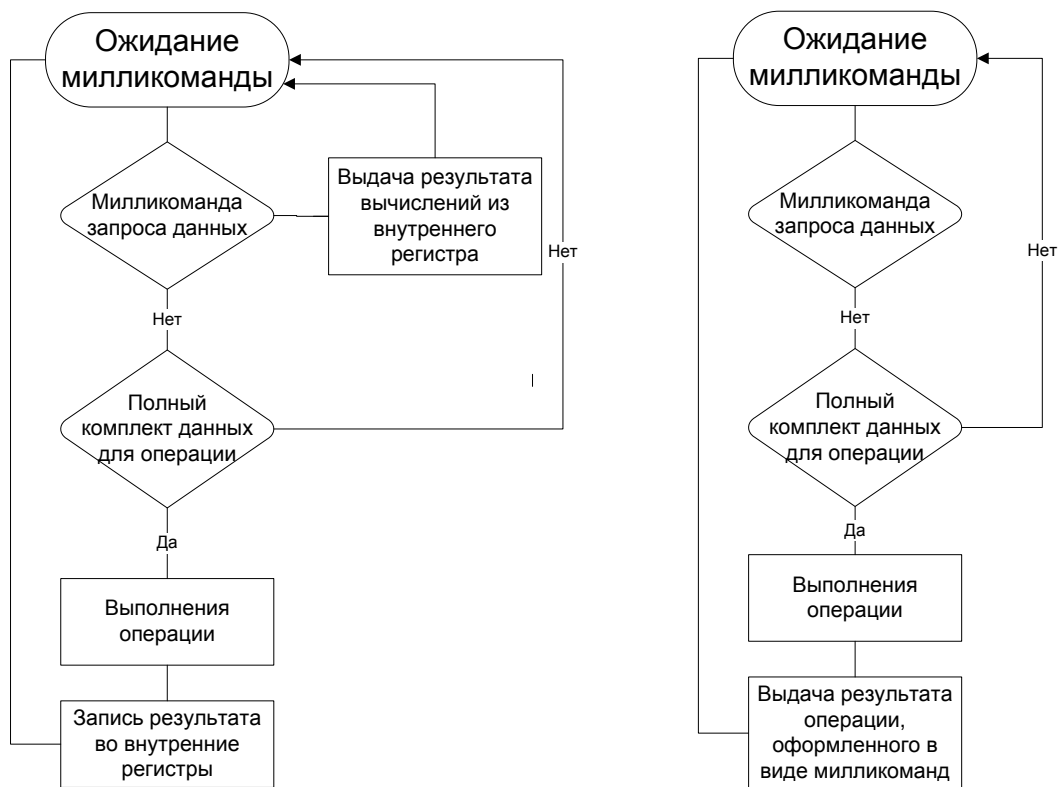 Ожидание
милликоманды
Милликоманда
запроса данных
Выдача результата
вычислений из
внутреннего
регистра
Нет
Нет
Полный
комплект данных
для операции
Да
Выполнения
операции
Запись результата
во внутренние
регистры
Ожидание
милликоманды
Милликоманда
запроса данных
Нет
Нет
Полный
комплект данных
для операции
Да
Выполнения
операции
Выдача результата
операции,
оформленного в
виде милликоманд